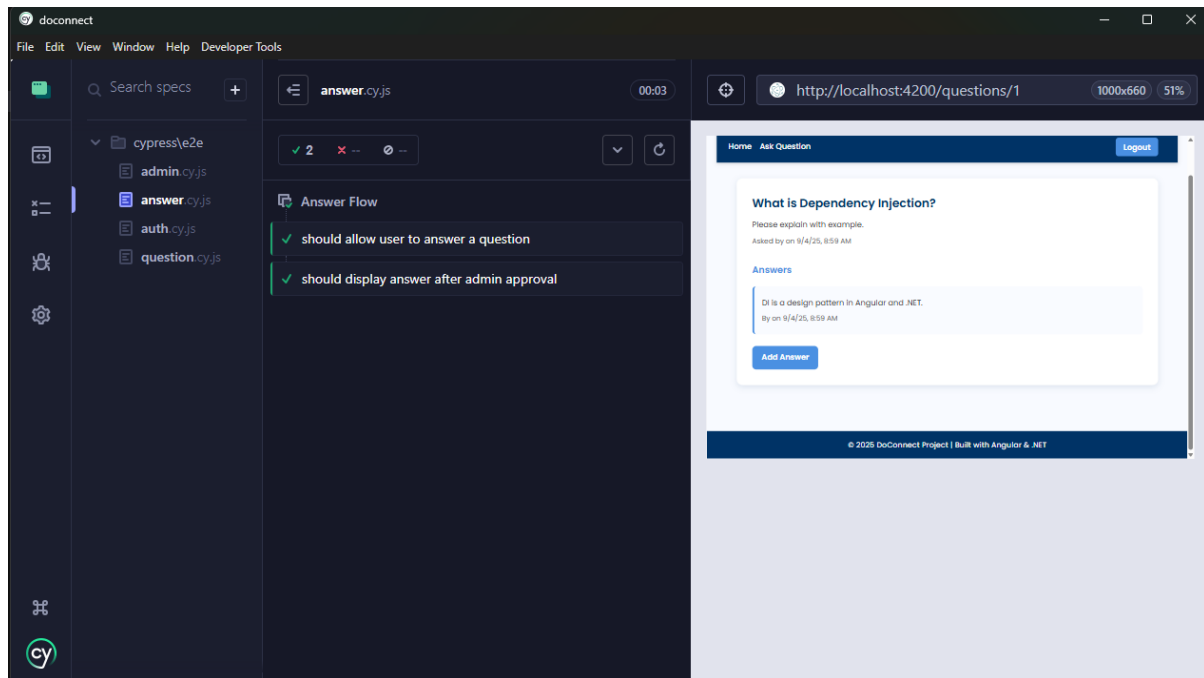 doconnect
File Edit View Window Help Developer Tools
Search specs +
cypress\e2e
admin.cy.js
answer.cy.js
auth.cy.js
question.cy.js
answer.cy.js 00:03
2 -- --
Answer Flow
should allow user to answer a question
should display answer after admin approval
http://localhost:4200/questions/1 1000x660 51%
Home Ask Question Logout
What is Dependency Injection?
Please explain with example.
Asked by on 9/4/25, 8:59 AM
Answers
DI is a design pattern in Angular and .NET.
By on 9/4/25, 8:59 AM
Add Answer
© 2025 DoConnect Project | Built with Angular & .NET
cy